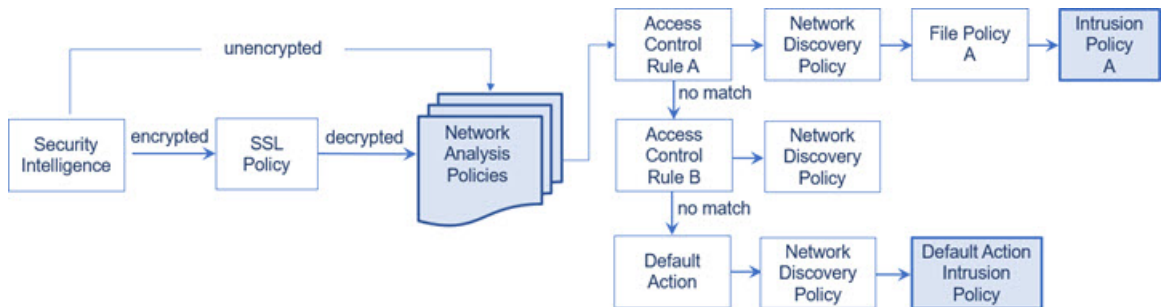 unencrypted
Security
Intelligence
encrypted
SSL
Policy
decrypted
Network
Analysis
Policies
Access
Control
Rule A
Network
Discovery
Policy
File Policy
A
Intrusion
Policy
A
no match
Access
Control
Rule B
Network
Discovery
Policy
no match
Default
Action
Network
Discovery
Policy
Default Action
Intrusion
Policy